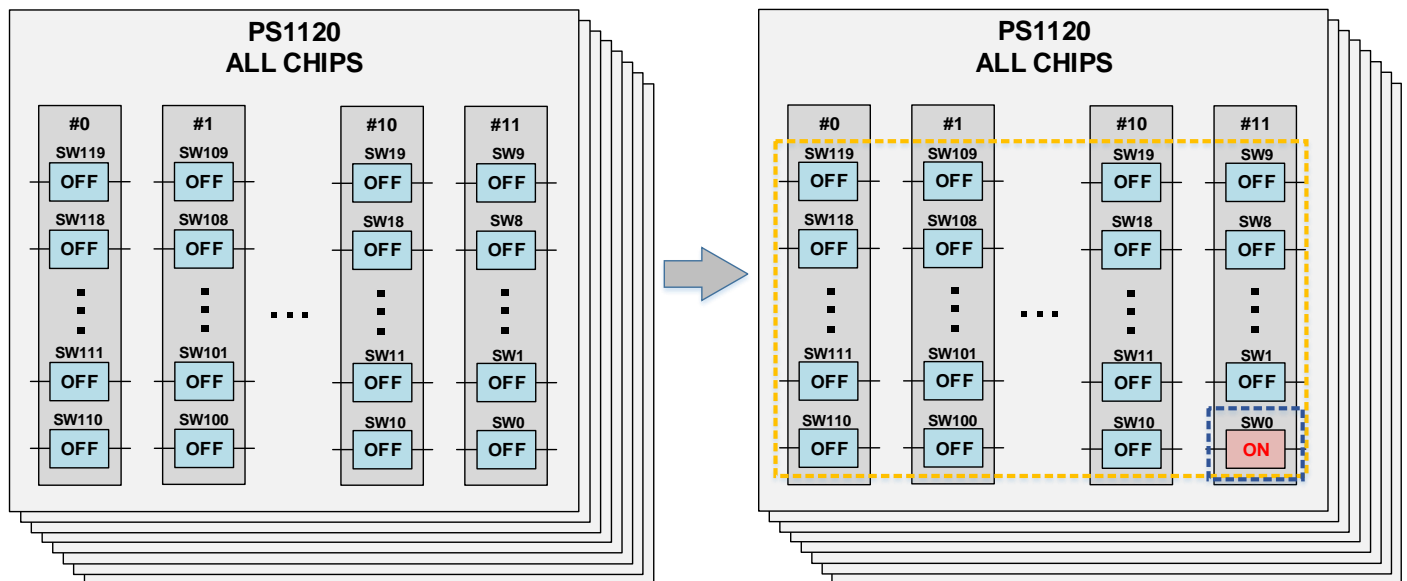 PS1120
ALL CHIPS
#0 #1 #10 #11
SW119 SW109 SW19 SW9
OFF OFF OFF OFF
SW118 SW108 SW18 SW8
OFF OFF OFF OFF
SW111 SW101 SW11 SW1
OFF OFF OFF OFF
SW110 SW100 SW10 SW0
OFF OFF OFF OFF
PS1120
ALL CHIPS
#0 #1 #10 #11
SW119 SW109 SW19 SW9
OFF OFF OFF OFF
SW118 SW108 SW18 SW8
OFF OFF OFF OFF
SW111 SW101 SW11 SW1
OFF OFF OFF OFF
SW110 SW100 SW10 SW0
OFF OFF OFF ON